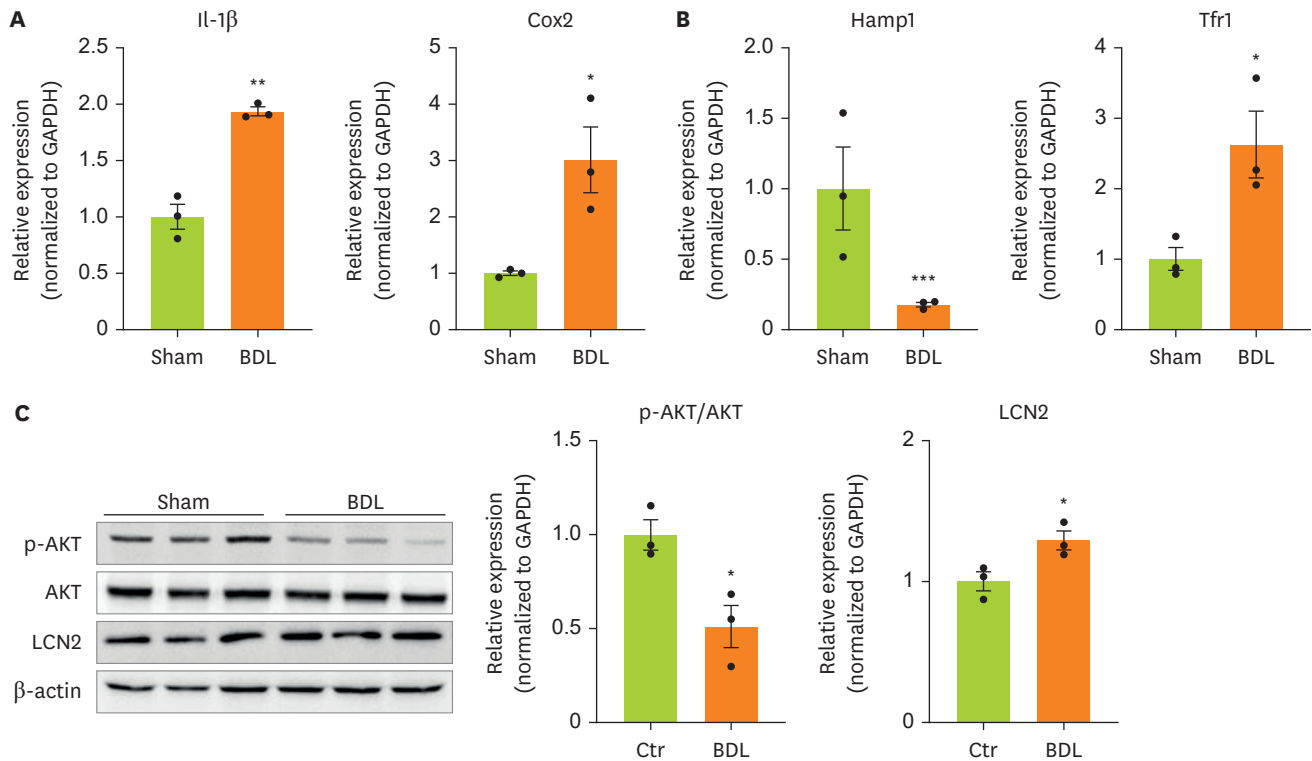 A
Il-1β
Relative expression
(normalized to GAPDH)
2.5
2.0
1.5
1.0
0.5
0
**
Sham
BDL
Cox2
Relative expression
(normalized to GAPDH)
5
4
3
2
1
0
*
Sham
BDL
B
Hamp1
Relative expression
(normalized to GAPDH)
2.0
1.5
1.0
0.5
0
***
Sham
BDL
Tfr1
Relative expression
(normalized to GAPDH)
4
3
2
1
0
*
Sham
BDL
C
Sham
BDL
p-AKT
AKT
LCN2
β-actin
p-AKT/AKT
Relative expression
(normalized to GAPDH)
1.5
1.0
0.5
0
*
Ctr
BDL
LCN2
Relative expression
(normalized to GAPDH)
2
1
0
*
Ctr
BDL